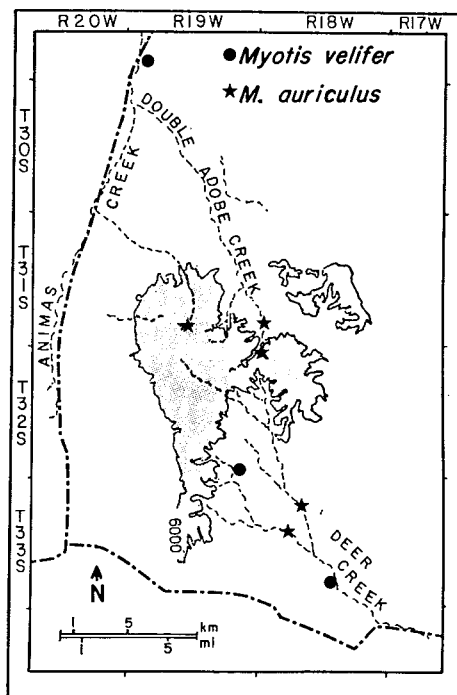 R20W R19W R18W R17W
● Myotis velifer
★ M. auriculus
T30S
T31S
T32S
T33S
DOUBLE ADOBE CREEK
ANIMAS CREEK
DEER CREEK
6000
N
1 5 km
1 5 mi